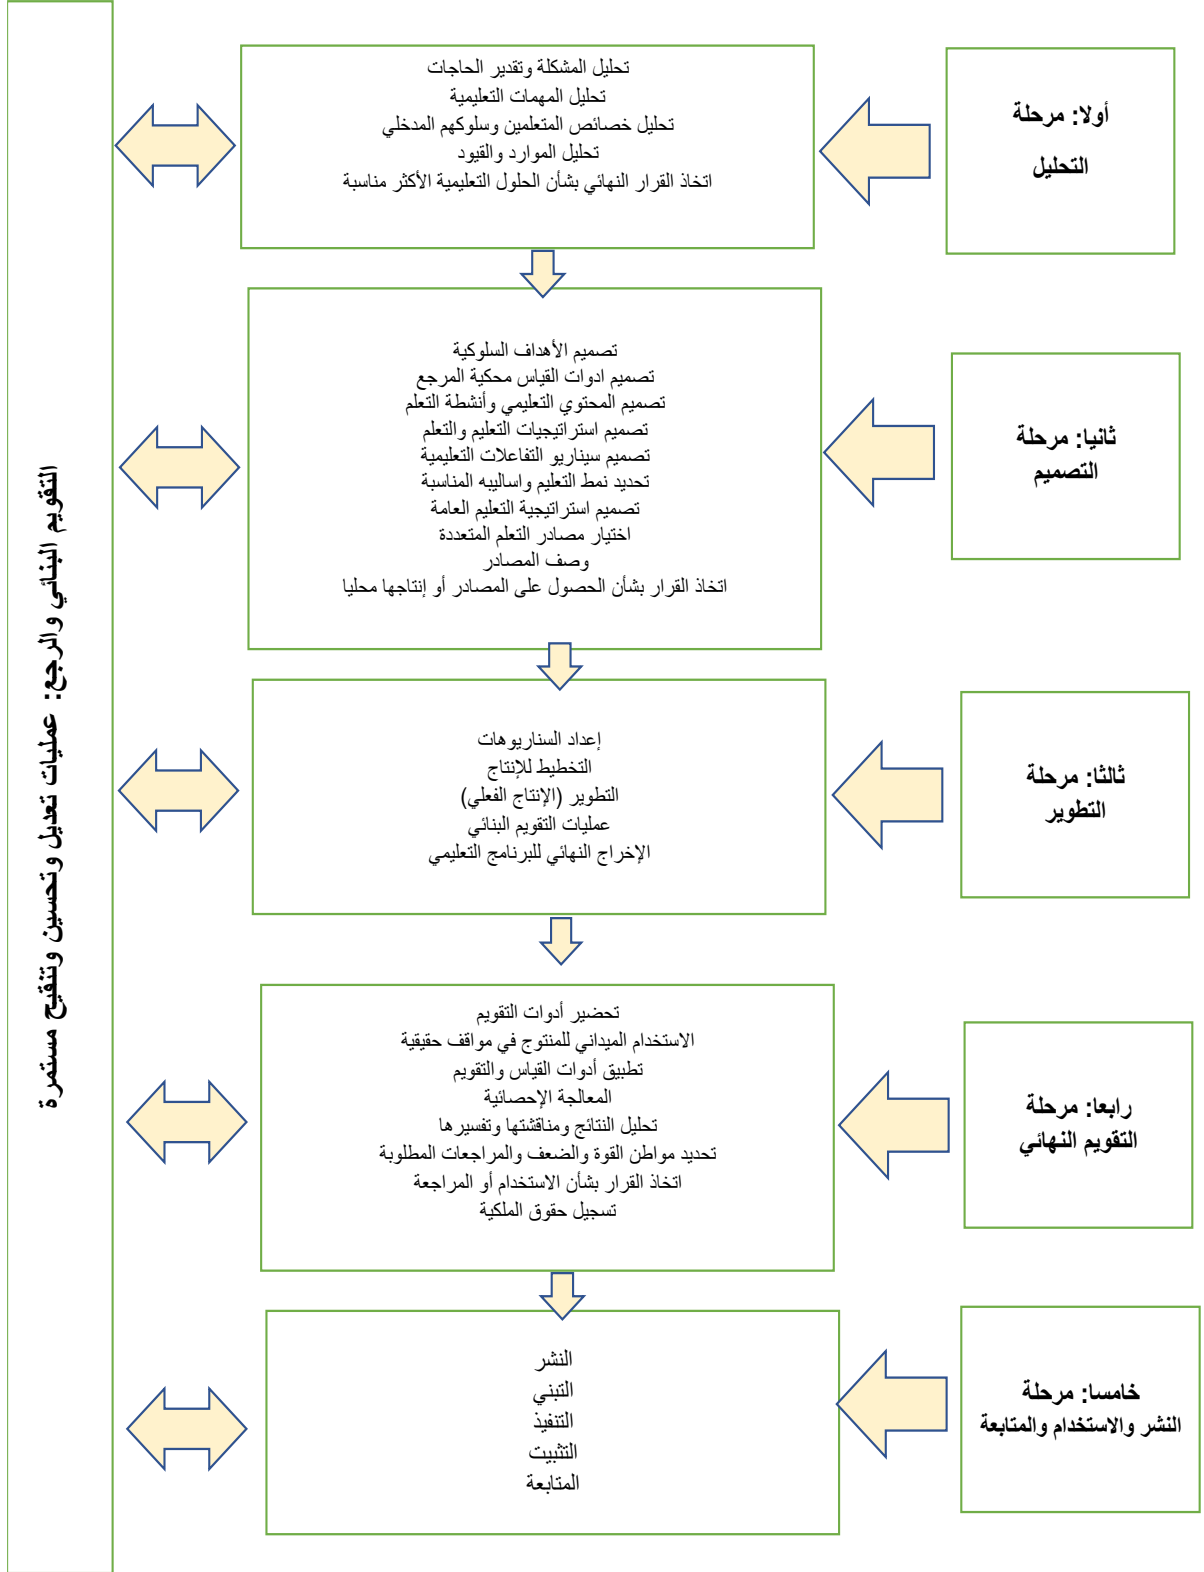 أولا: مرحلة
التحليل
تحليل المشكلة وتقدير الحاجات
تحليل المهمات التعليمية
تحليل خصائص المتعلمين وسلوكهم المدخلي
تحليل الموارد والقيود
اتخاذ القرار النهائي بشأن الحلول التعليمية الأكثر مناسبة
ثانيا: مرحلة
التصميم
تصميم الأهداف السلوكية
تصميم ادوات القياس محكية المرجع
تصميم المحتوي التعليمي وأنشطة التعلم
تصميم استراتيجيات التعليم والتعلم
تصميم سيناريو التفاعلات التعليمية
تحديد نمط التعليم واساليبه المناسبة
تصميم استراتيجية التعليم العامة
اختيار مصادر التعلم المتعددة
وصف المصادر
اتخاذ القرار بشأن الحصول على المصادر أو إنتاجها محليا
ثالثا: مرحلة
التطوير
إعداد السناريوهات
التخطيط للإنتاج
التطوير (الإنتاج الفعلي)
عمليات التقويم البنائي
الإخراج النهائي للبرنامج التعليمي
رابعا: مرحلة
التقويم النهائي
تحضير أدوات التقويم
الاستخدام الميداني للمنتوج في مواقف حقيقية
تطبيق أدوات القياس والتقويم
المعالجة الإحصائية
تحليل النتائج ومناقشتها وتفسيرها
تحديد مواطن القوة والضعف والمراجعات المطلوبة
اتخاذ القرار بشأن الاستخدام أو المراجعة
تسجيل حقوق الملكية
خامسا: مرحلة
النشر والاستخدام والمتابعة
النشر
التبني
التنفيذ
التثبيت
المتابعة
التقويم البنائي والرجع: عمليات تعديل وتحسين وتنقيح مستمرة